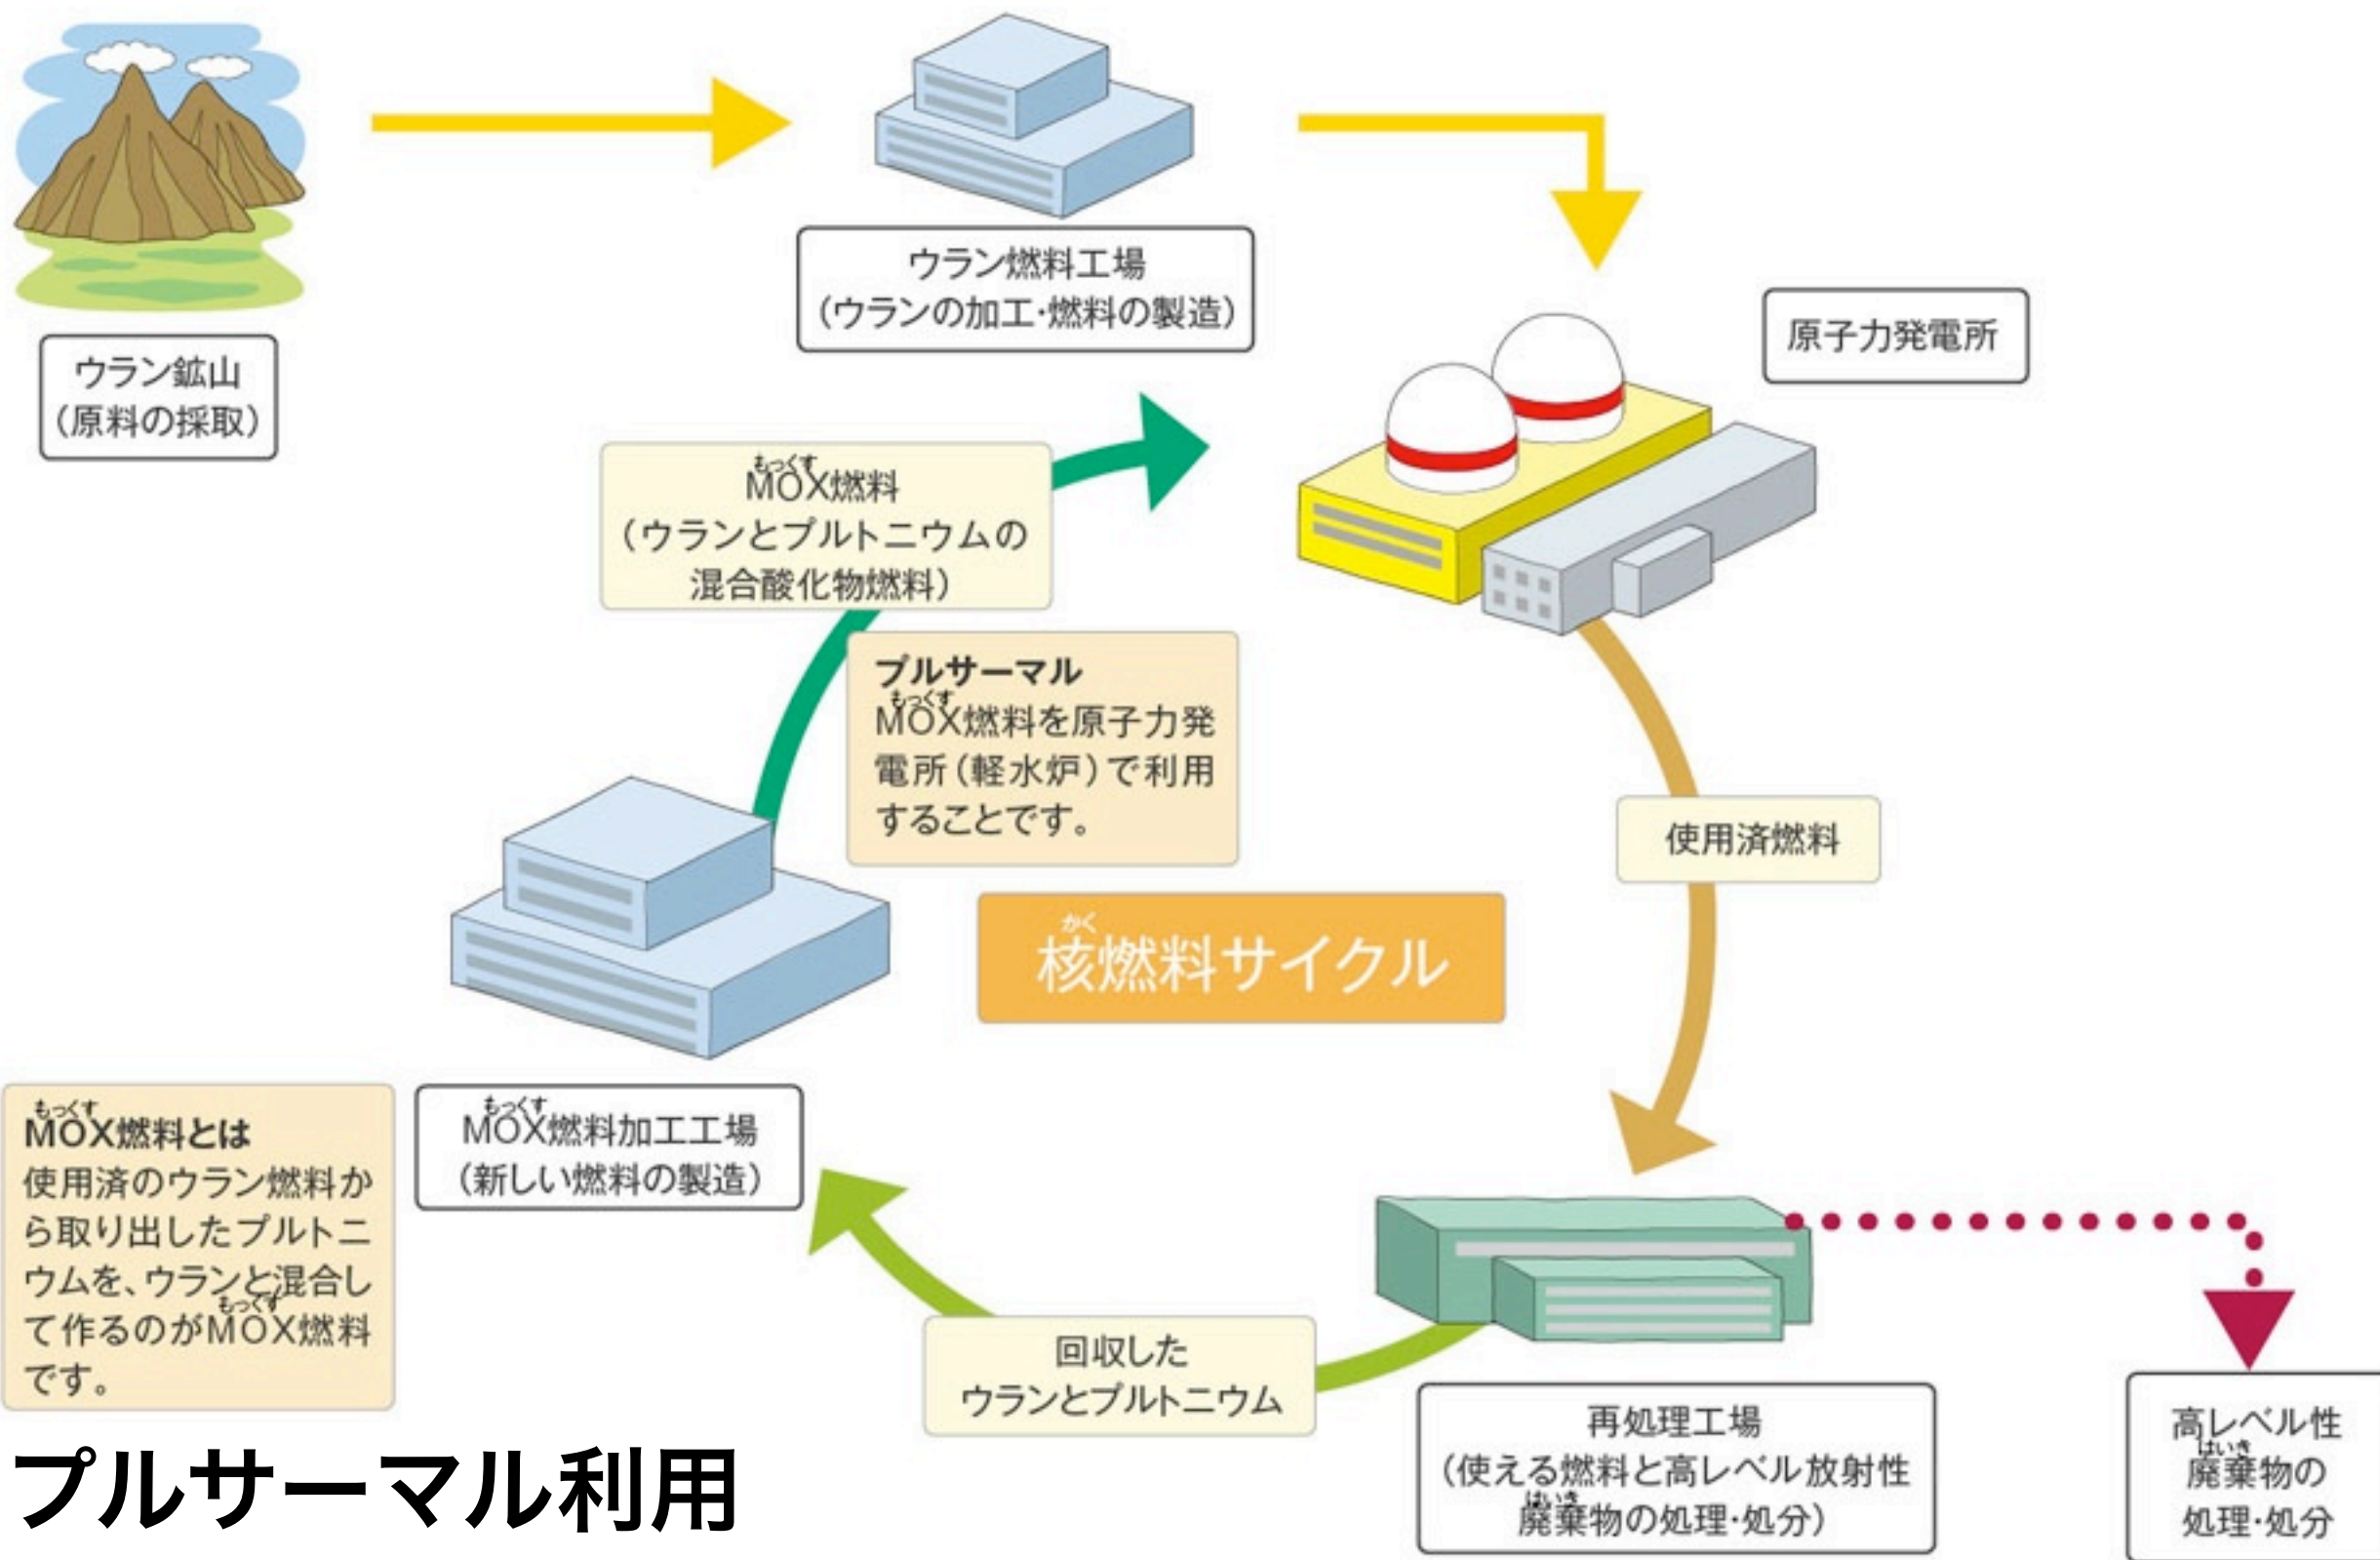 ウラン鉱山
（原料の採取）
ウラン燃料工場
（ウランの加工・燃料の製造）
原子力発電所
もっくす
MOX燃料
（ウランとプルトニウムの
混合酸化物燃料）
プルサーマル
もっくす
MOX燃料を原子力発
電所（軽水炉）で利用
することです。
使用済燃料
かく
核燃料サイクル
もっくす
MOX燃料とは
使用済のウラン燃料か
ら取り出したプルトニ
ウムを、ウランと混合し
もっくす
て作るのがMOX燃料
です。
もっくす
MOX燃料加工工場
（新しい燃料の製造）
回収した
ウランとプルトニウム
再処理工場
（使える燃料と高レベル放射性
はいき
廃棄物の処理・処分）
高レベル性
はいき
廃棄物の
処理・処分
プルサーマル利用